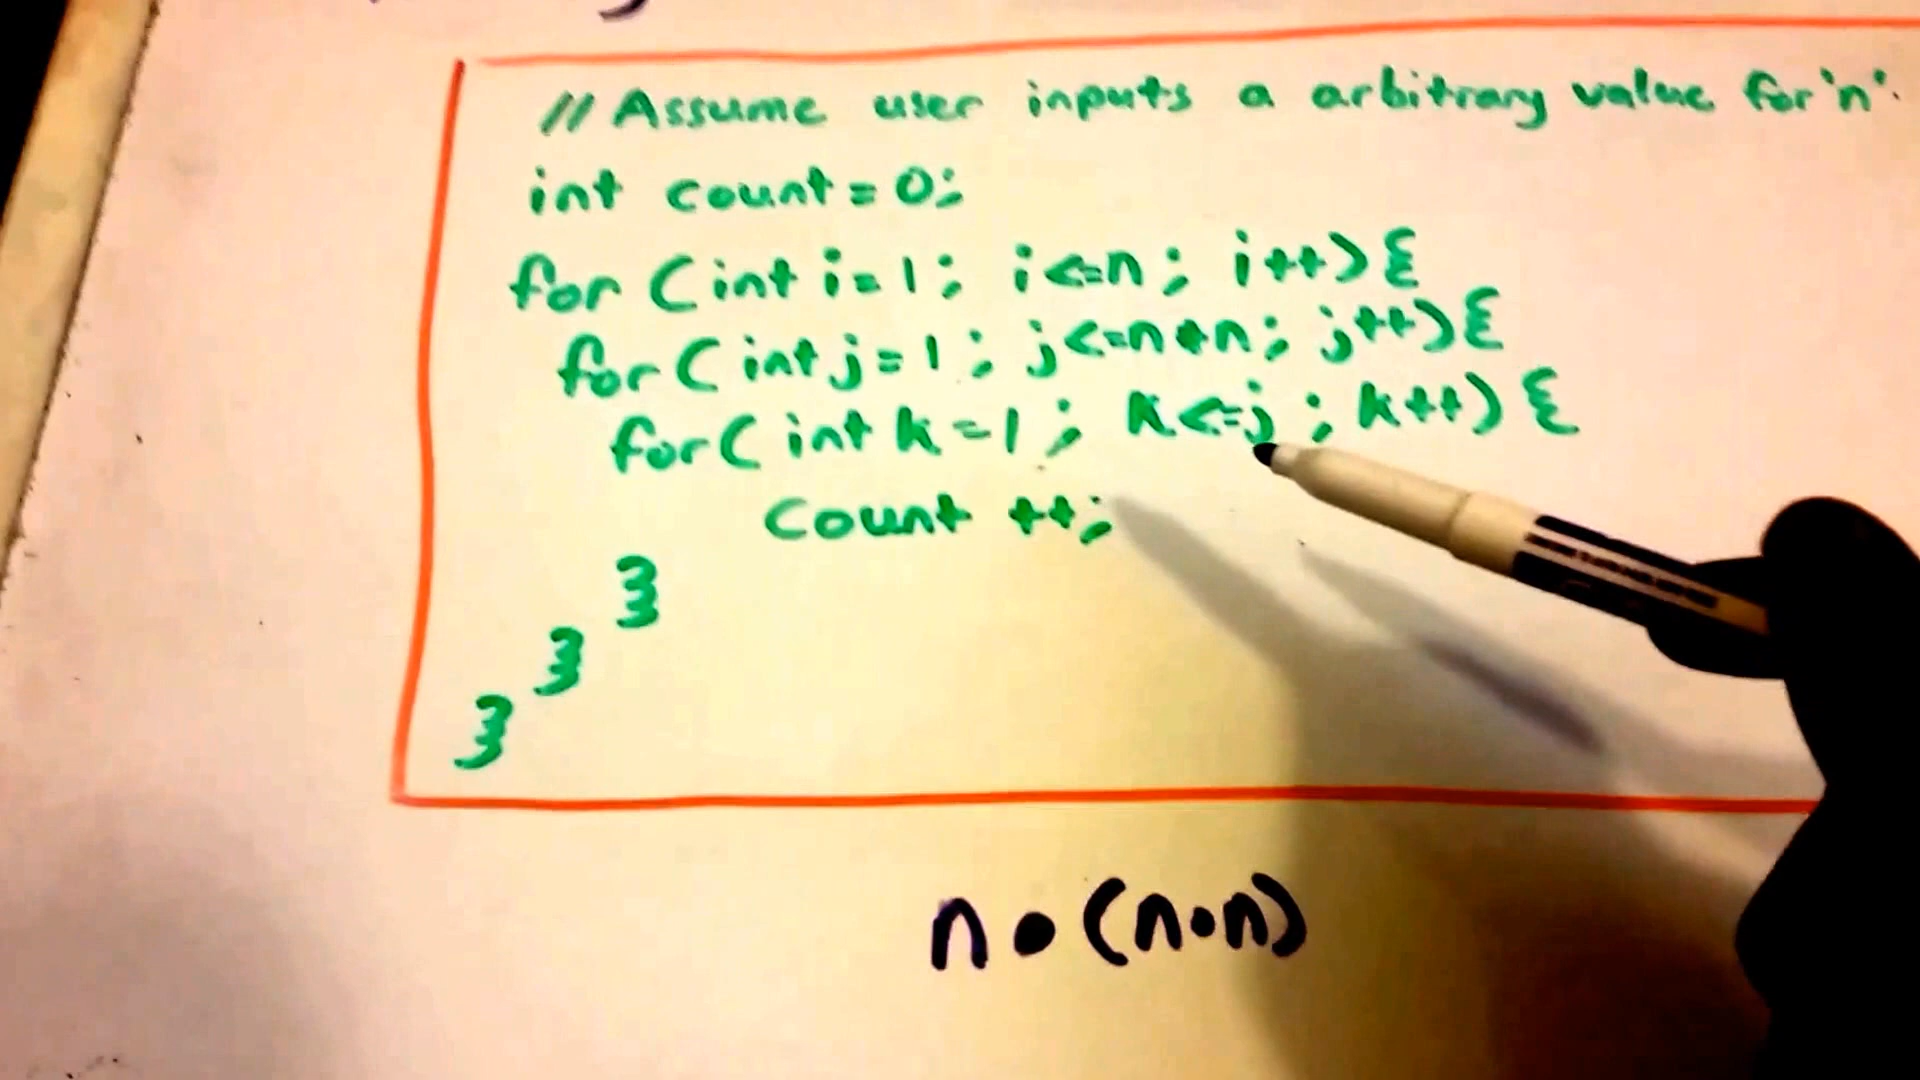 // Assume user inputs a arbitrary value for 'n'.
int count = 0;
for (int i=1; i<=n; i++) {
for (int j=1; j<=n*n; j++) {
for (int k=1; k<=j; k++) {
count ++;
}
}
}
n•(n•n)